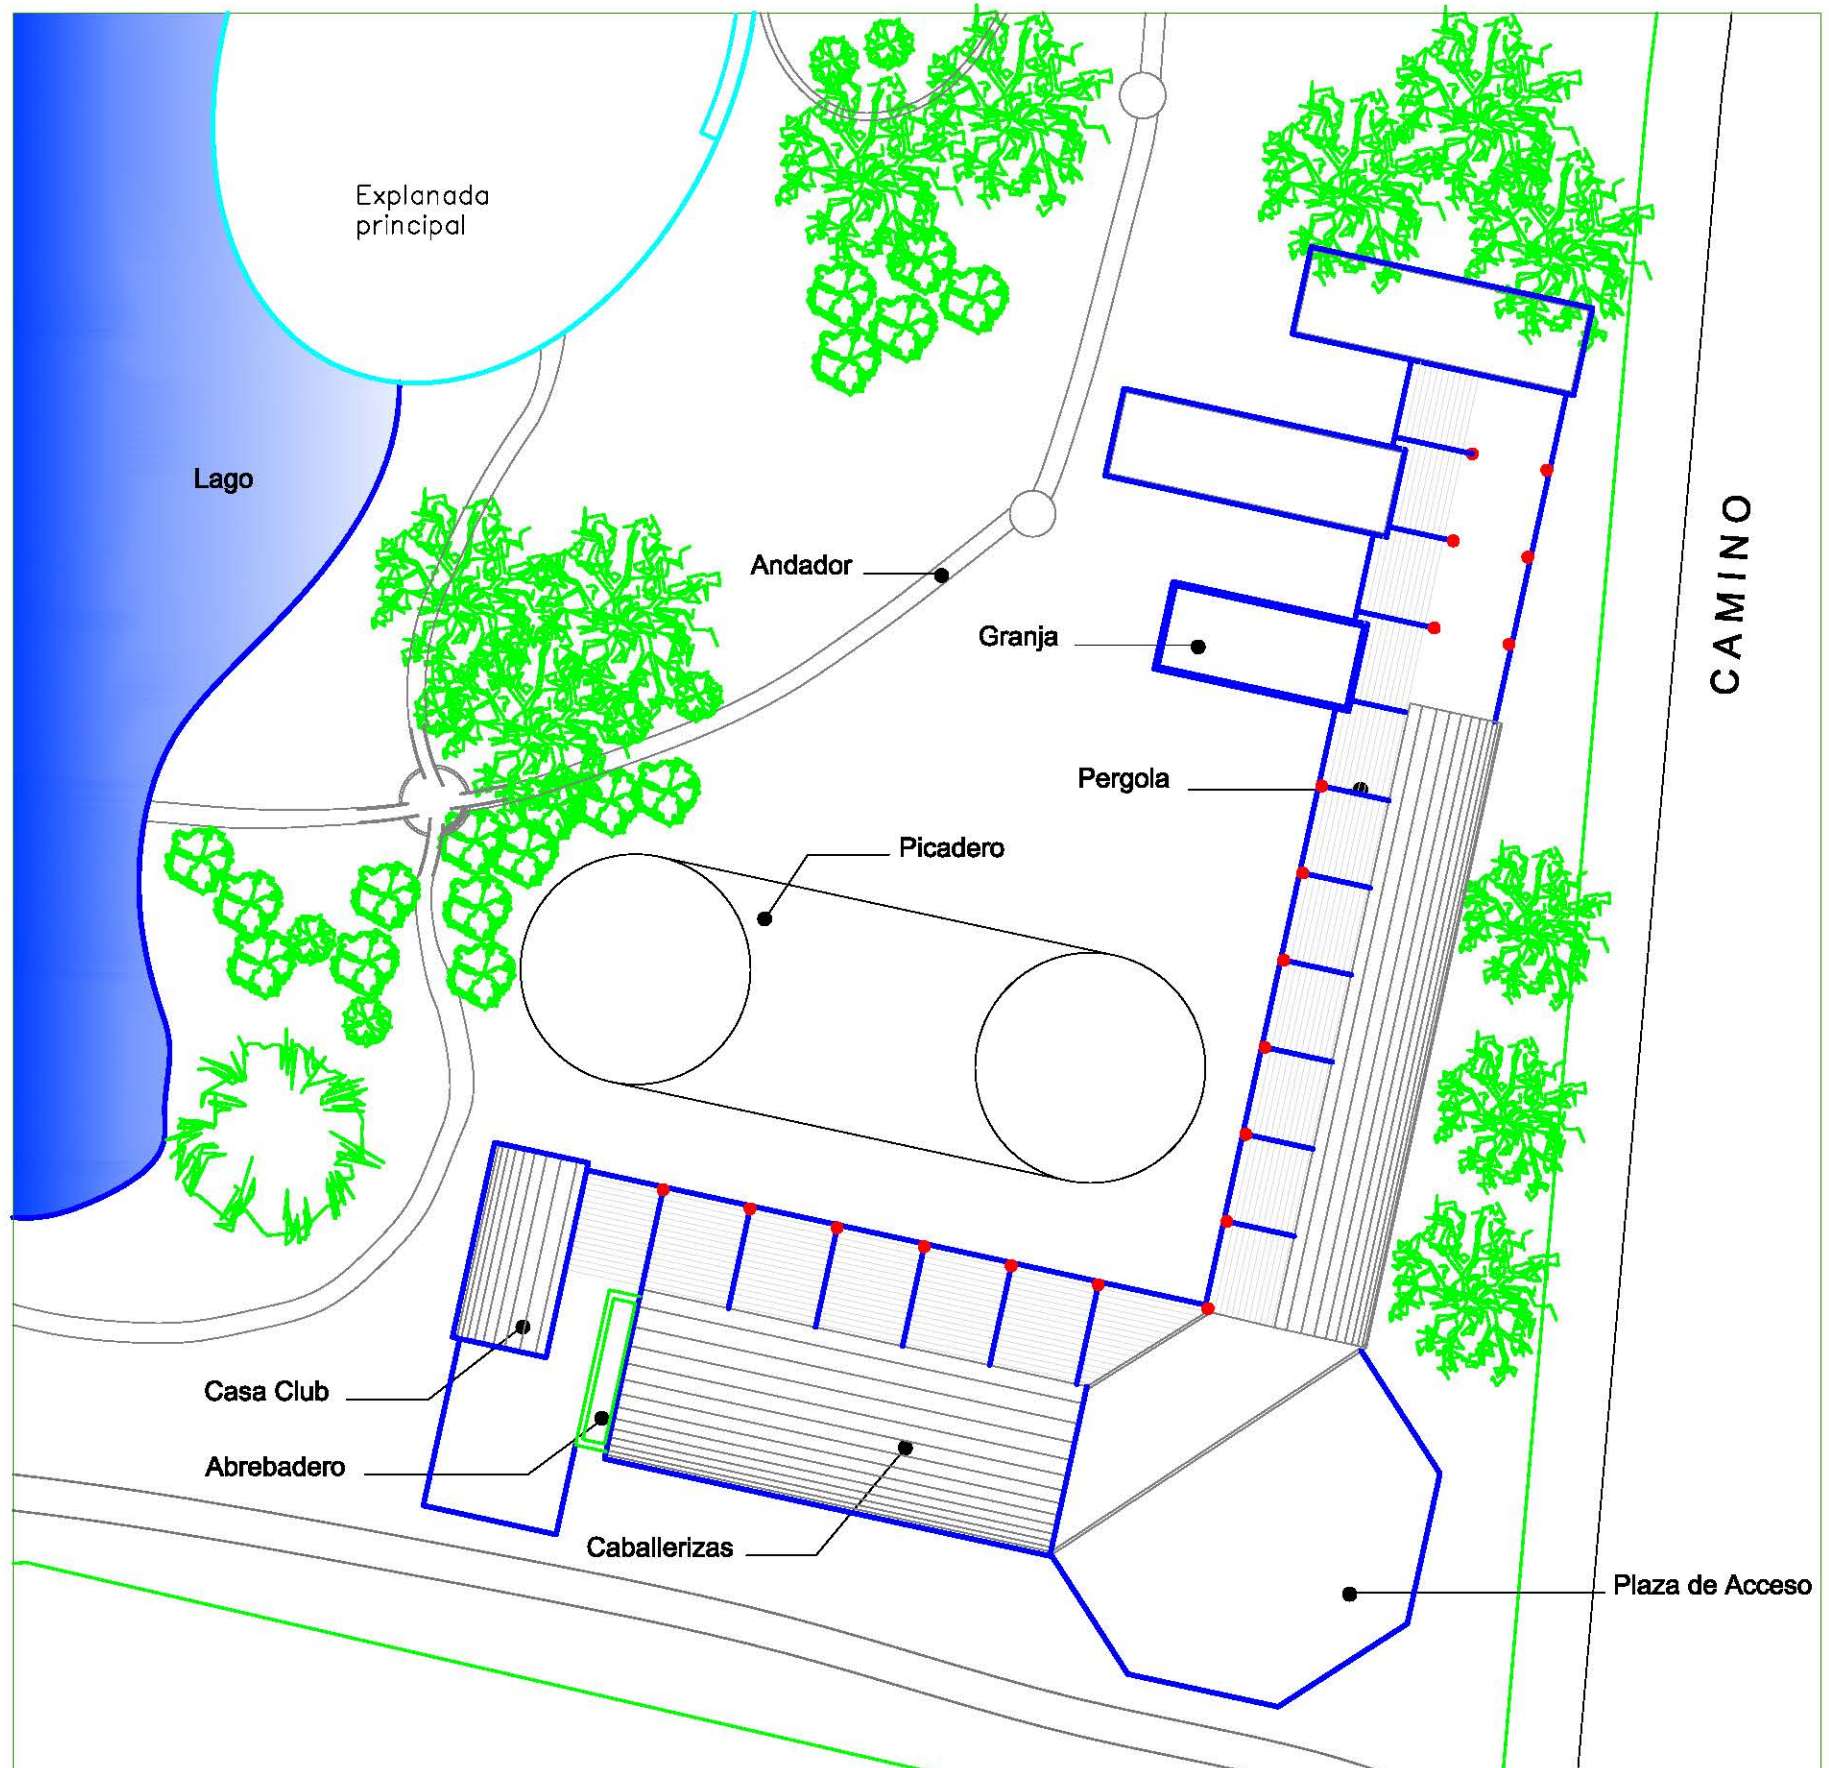 Explanada
principal
Lago
CAMINO
Andador
Granja
Pergola
Picadero
Casa Club
Abrebadero
Caballerizas
Plaza de Acceso